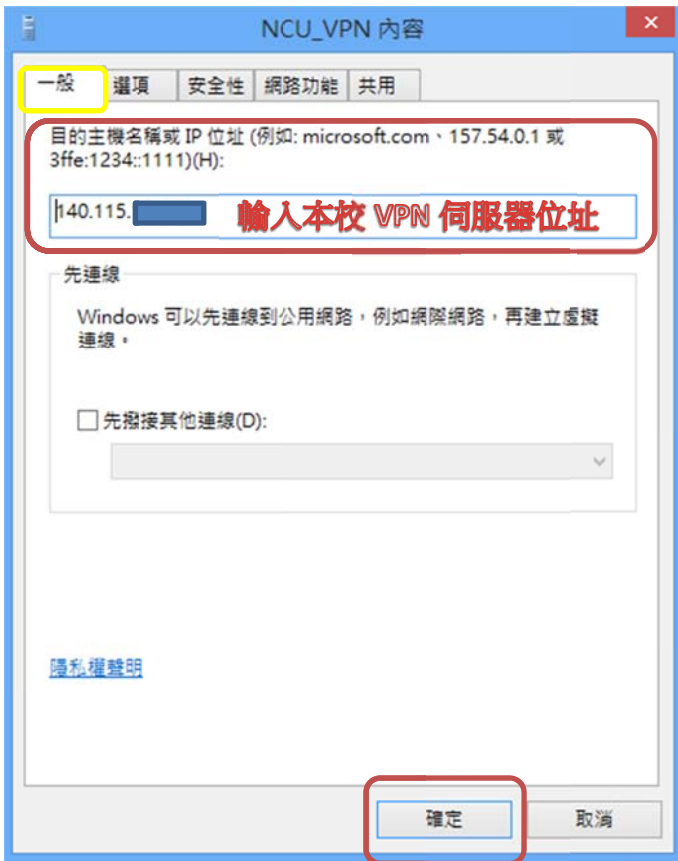 NCU_VPN 內容
一般 選項 安全性 網路功能 共用
目的主機名稱或 IP 位址 (例如: microsoft.com、157.54.0.1 或
3ffe:1234::1111)(H):
140.115. 輸入本校 VPN 伺服器位址
先連線
Windows 可以先連線到公用網路，例如網際網路，再建立虛擬
連線。
先撥接其他連線(D):
隱私權聲明
確定 取消